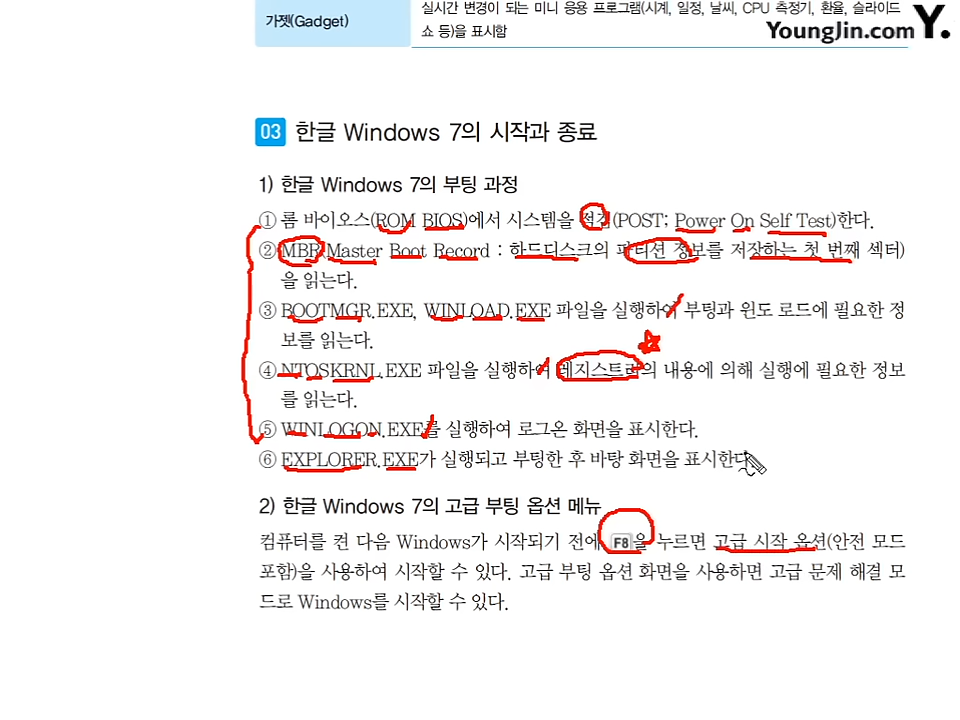 가젯(Gadget)
실시간 변경이 되는 미니 응용 프로그램(시계, 일정, 날씨, CPU 측정기, 환율, 슬라이드
쇼 등)을 표시함
YoungJin.com Y.
03 한글 Windows 7의 시작과 종료
1) 한글 Windows 7의 부팅 과정
① 롬 바이오스(ROM BIOS)에서 시스템을 점검(POST; Power On Self Test)한다.
② MBR(Master Boot Record : 하드디스크의 파티션 정보를 저장하는 첫 번째 섹터)
을 읽는다.
③ BOOTMGR.EXE, WINLOAD.EXE 파일을 실행하여 부팅과 윈도 로드에 필요한 정
보를 읽는다.
④ NTOSKRNL.EXE 파일을 실행하여 레지스트리의 내용에 의해 실행에 필요한 정보
를 읽는다.
⑤ WINLOGON.EXE를 실행하여 로그온 화면을 표시한다.
⑥ EXPLORER.EXE가 실행되고 부팅한 후 바탕 화면을 표시한다.
2) 한글 Windows 7의 고급 부팅 옵션 메뉴
컴퓨터를 켠 다음 Windows가 시작되기 전에 F8을 누르면 고급 시작 옵션(안전 모드
포함)을 사용하여 시작할 수 있다. 고급 부팅 옵션 화면을 사용하면 고급 문제 해결 모
드로 Windows를 시작할 수 있다.